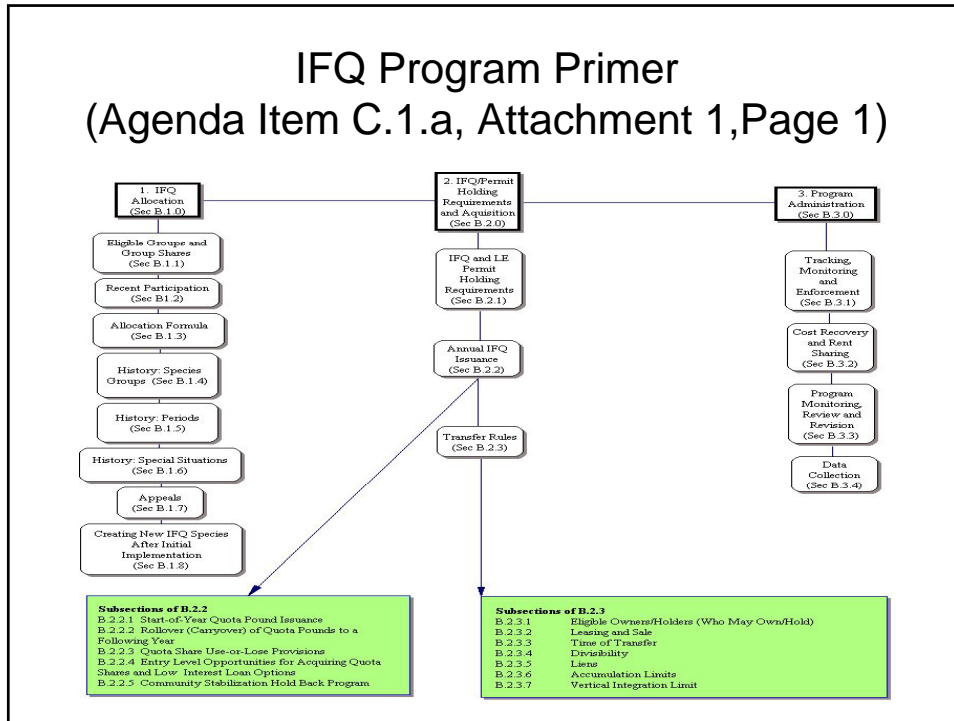 IFQ Program Primer
(Agenda Item C.1.a, Attachment 1,Page 1)
1. IFQ
Allocation
(Sec B.1.0)
Eligible Groups and
Group Shares
(Sec B.1.1)
Recent Participation
(Sec B1.2)
Allocation Formula
(Sec B.1.3)
History: Species
Groups (Sec B.1.4)
History: Periods
(Sec B.1.5)
History: Special Situations
(Sec B.1.6)
Appeals
(Sec B.1.7)
Creating New IFQ Species
After Initial
Implementation
(Sec B.1.8)
2. IFQ/Permit
Holding
Requirements
and Aquisition
(Sec B.2.0)
IFQ and LE
Permit
Holding
Requirements
(Sec B.2.1)
Annual IFQ
Issuance
(Sec B.2.2)
Transfer Rules
(Sec B.2.3)
3. Program
Administration
(Sec B.3.0)
Tracking,
Monitoring
and
Enforcement
(Sec B.3.1)
Cost Recovery
and Rent
Sharing
(Sec B.3.2)
Program
Monitoring,
Review and
Revision
(Sec B.3.3)
Data
Collection
(Sec B.3.4)
Subsections of B.2.2
B.2.2.1 Start-of-Year Quota Pound Issuance
B.2.2.2 Rollover (Carryover) of Quota Pounds to a
Following Year
B.2.2.3 Quota Share Use-or-Lose Provisions
B.2.2.4 Entry Level Opportunities for Acquiring Quota
Shares and Low Interest Loan Options
B.2.2.5 Community Stabilization Hold Back Program
Subsections of B.2.3
B.2.3.1 Eligible Owners/Holders (Who May Own/Hold)
B.2.3.2 Leasing and Sale
B.2.3.3 Time of Transfer
B.2.3.4 Divisibility
B.2.3.5 Liens
B.2.3.6 Accumulation Limits
B.2.3.7 Vertical Integration Limit